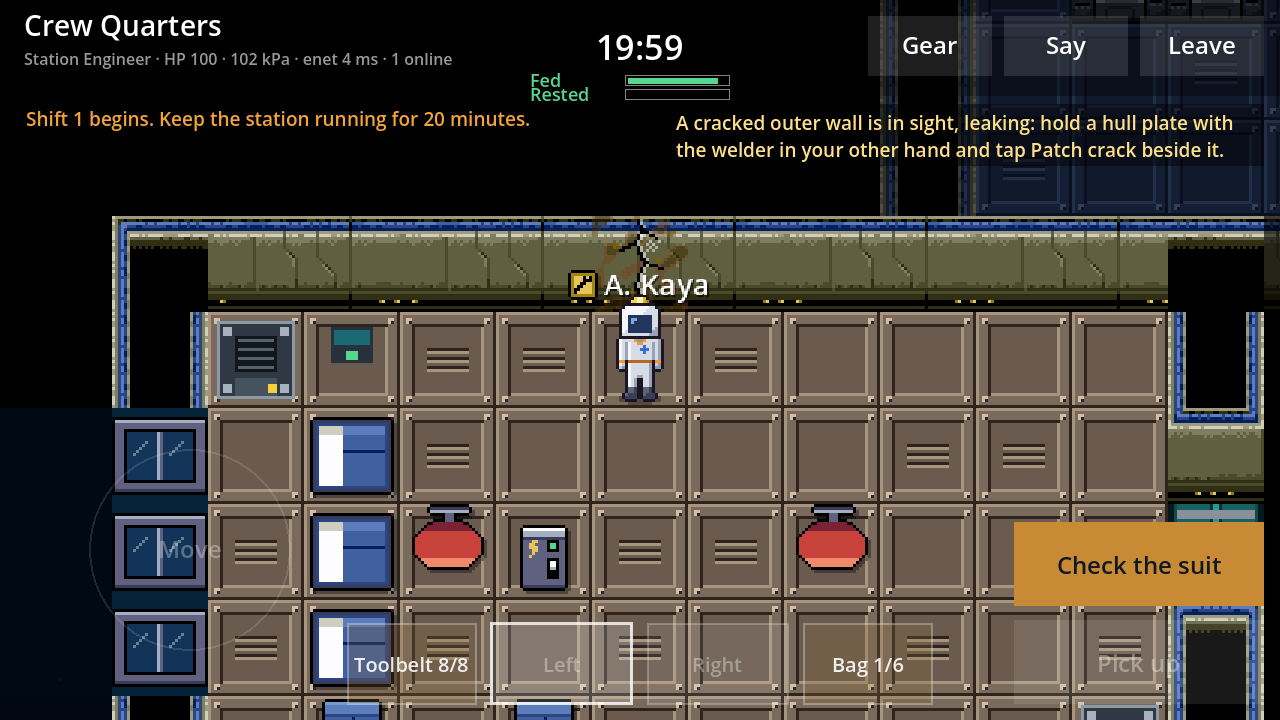 Crew Quarters
Station Engineer · HP 100 · 102 kPa · enet 4 ms · 1 online
19:59
Fed
Rested
Gear
Say
Leave
Shift 1 begins. Keep the station running for 20 minutes.
A cracked outer wall is in sight, leaking: hold a hull plate with
the welder in your other hand and tap Patch crack beside it.
A. Kaya
Move
Check the suit
Toolbelt 8/8
Left
Right
Bag 1/6
Pick up